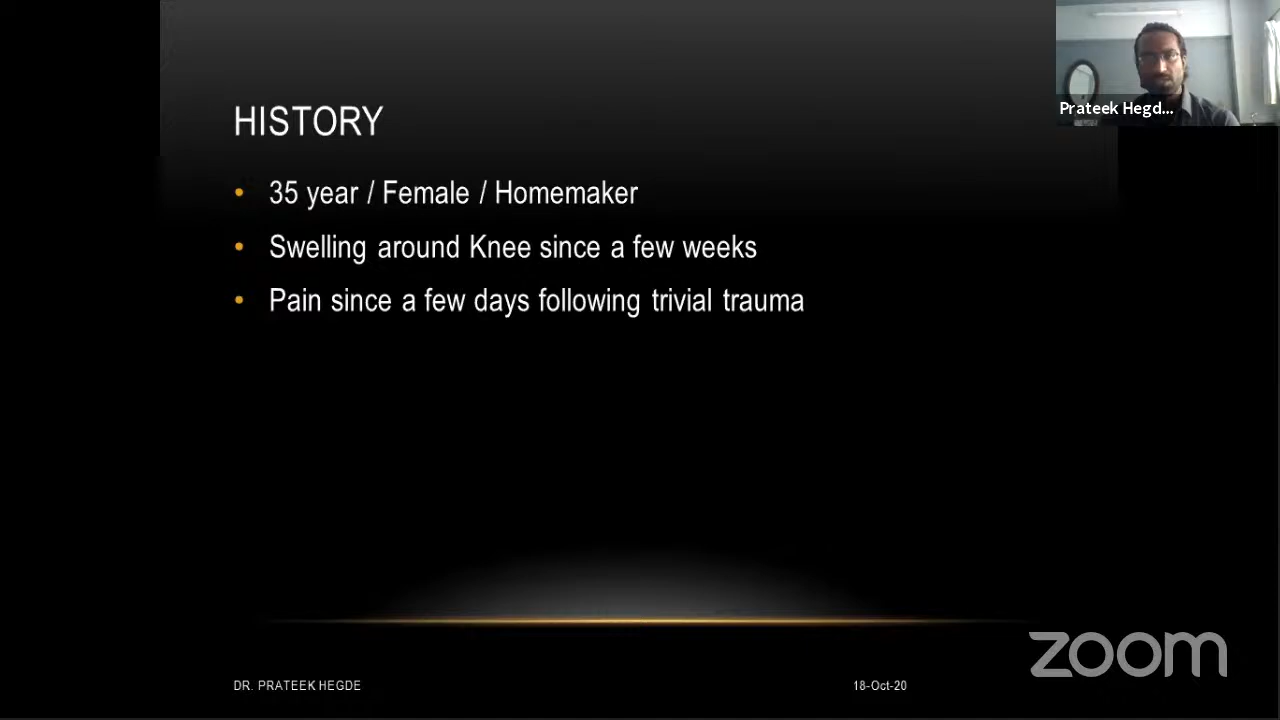 Prateek Hegd...
HISTORY
• 35 year / Female / Homemaker
• Swelling around Knee since a few weeks
• Pain since a few days following trivial trauma
zoom
DR. PRATEEK HEGDE
18-Oct-20